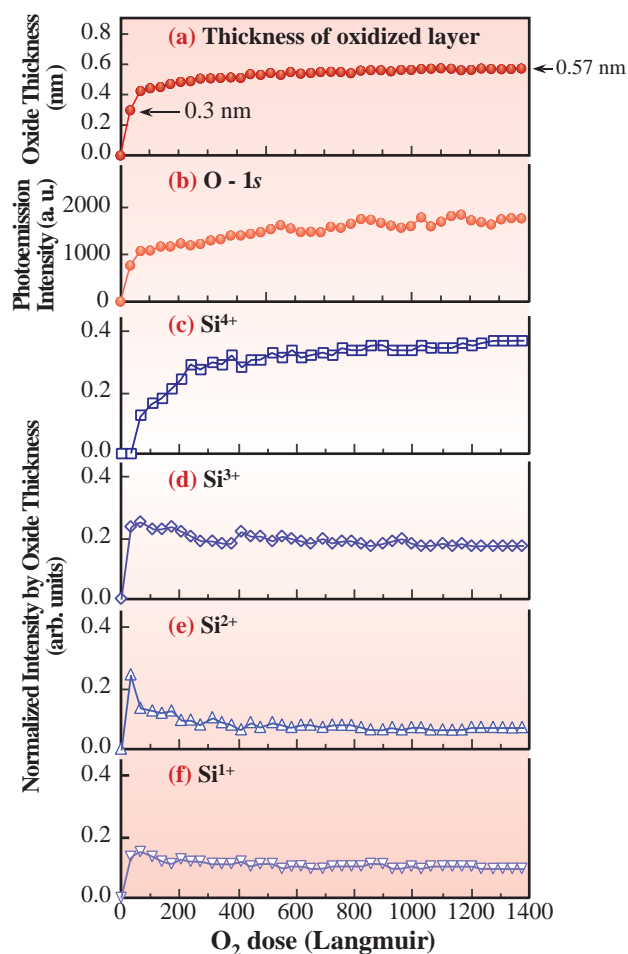 (a) Thickness of oxidized layer
Oxide Thickness
(nm)
0.8
0.6
0.4
0.2
0.0
0.57 nm
0.3 nm
(b) O - 1s
Photoemission
Intensity (a. u.)
2000
1000
0
(c) Si⁴⁺
0.4
0.2
0.0
Normalized Intensity by Oxide Thickness
(arb. units)
(d) Si³⁺
0.4
0.2
0.0
(e) Si²⁺
0.4
0.2
0.0
(f) Si¹⁺
0.4
0.2
0.0
0 200 400 600 800 1000 1200 1400
O₂ dose (Langmuir)